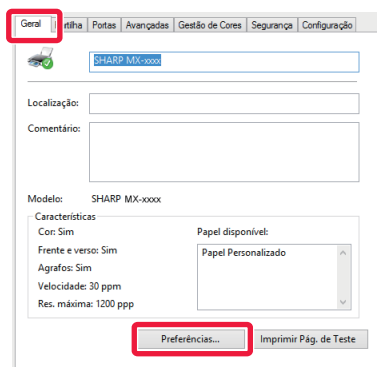 Geral Partilha Portas Avançadas Gestão de Cores Segurança Configuração
SHARP MX-xxxx
Localização:
Comentário:
Modelo: SHARP MX-xxxx
Características
Cor: Sim
Frente e verso: Sim
Agrafos: Sim
Velocidade: 30 ppm
Res. máxima: 1200 ppp
Papel disponível:
Papel Personalizado
Preferências... Imprimir Pág. de Teste